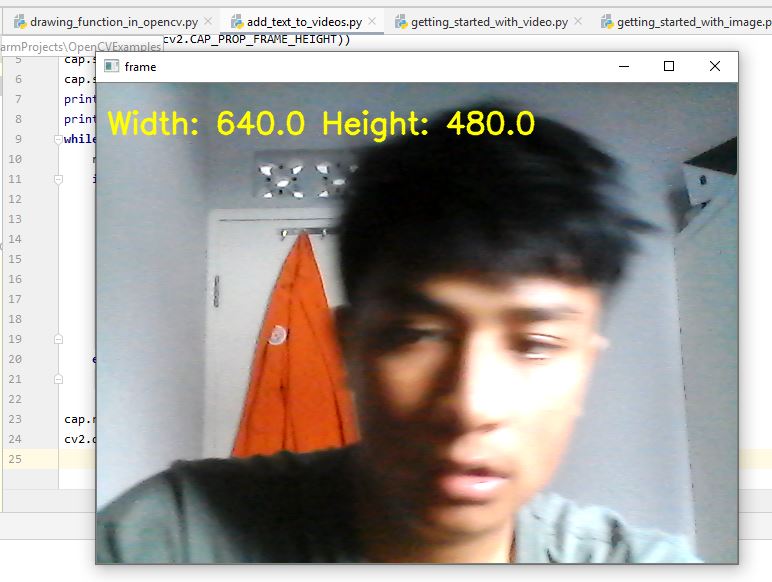 drawing_function_in_opencv.py
add_text_to_videos.py
getting_started_with_video.py
getting_started_with_image.p
armProjects\OpenCVExamples
cv2.CAP_PROP_FRAME_HEIGHT))
frame
5
cap.s
6
cap.s
7
print
8
print
9
while
10
11
12
13
14
15
16
17
18
19
20
e
21
22
23
cap.r
24
cv2.d
25
Width: 640.0 Height: 480.0